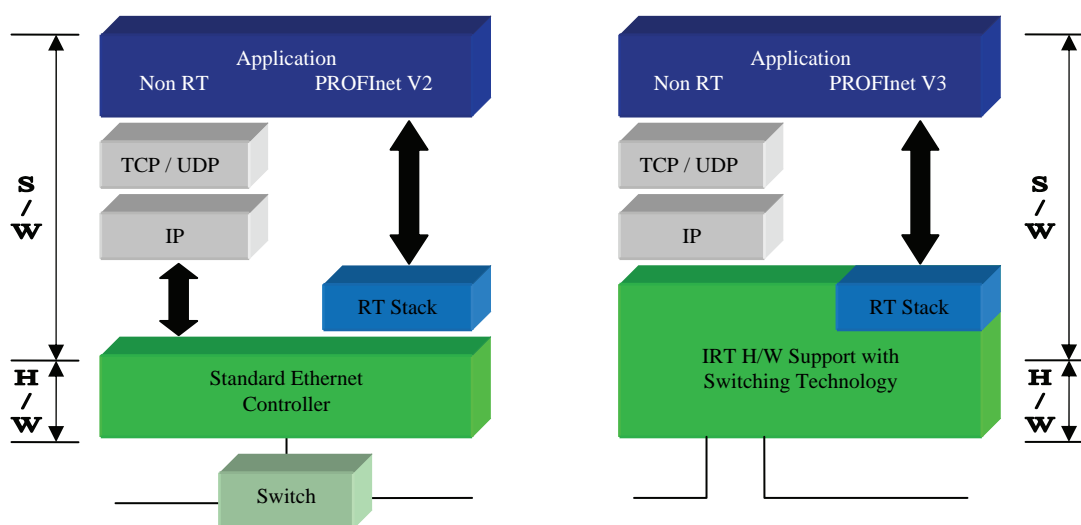 Application
Non RT PROFInet V2
TCP / UDP
IP
RT Stack
Standard Ethernet
Controller
Switch
S
/
W
H
/
W
Application
Non RT PROFInet V3
TCP / UDP
IP
RT Stack
IRT H/W Support with
Switching Technology
S
/
W
H
/
W